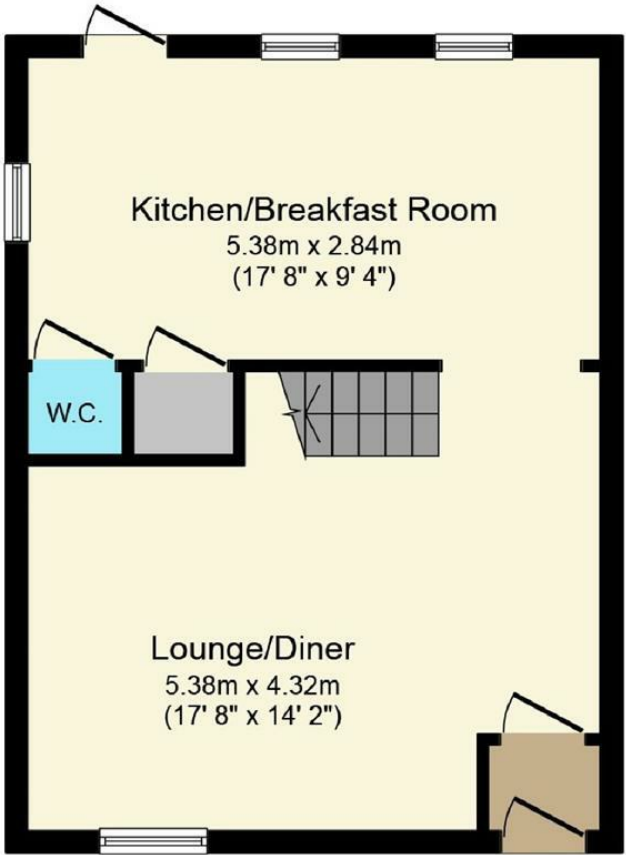 Kitchen/Breakfast Room
5.38m x 2.84m
(17' 8" x 9' 4")
W.C.
Lounge/Diner
5.38m x 4.32m
(17' 8" x 14' 2")